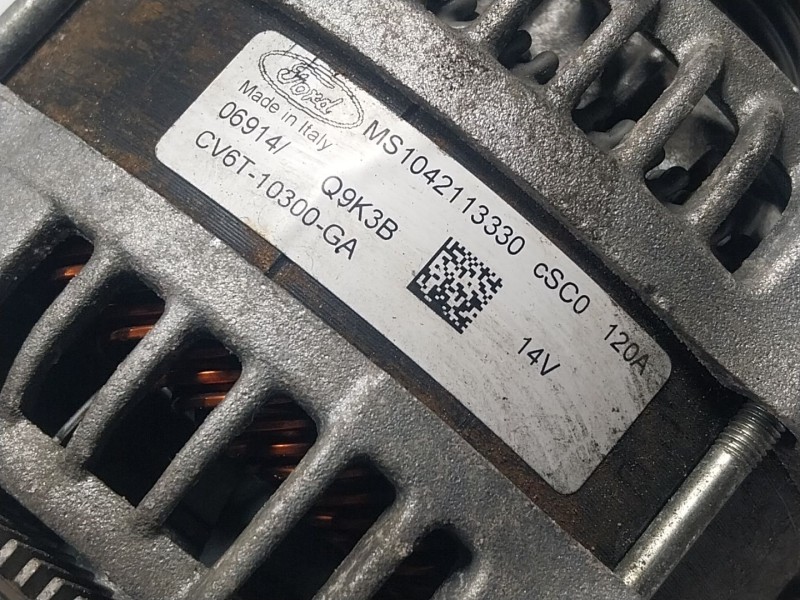 Ford
Made in Italy
MS1042113330 cSC0 120A
06914/ Q9K3B
CV6T-10300-GA
14V